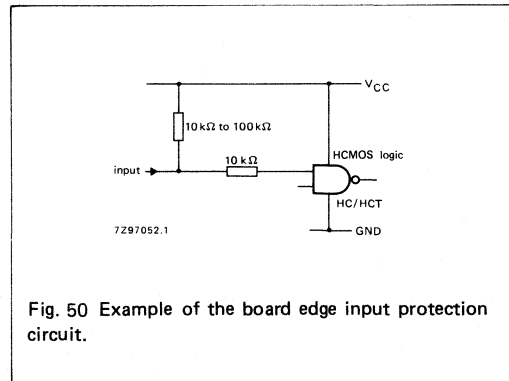 VCC
10 kΩ to 100 kΩ
HCMOS logic
10 kΩ
input
HC/HCT
7Z97052.1
GND
Fig. 50 Example of the board edge input protection
circuit.